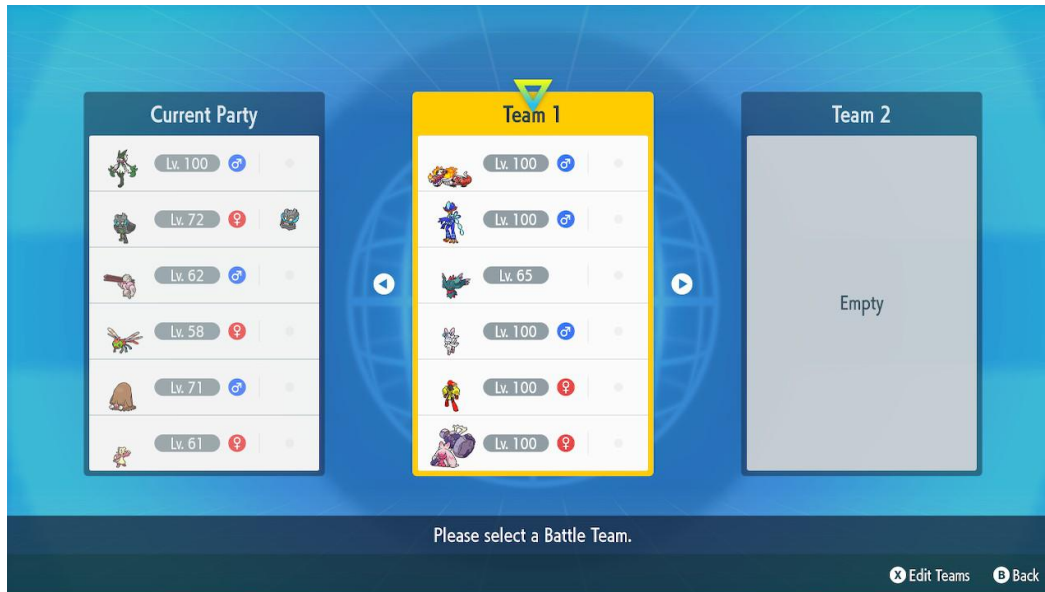 Current Party
Lv. 100 ♂
Lv. 72 ♀
Lv. 62 ♂
Lv. 58 ♀
Lv. 71 ♂
Lv. 61 ♀
Team 1
Lv. 100 ♂
Lv. 100 ♂
Lv. 65
Lv. 100 ♂
Lv. 100 ♀
Lv. 100 ♀
Team 2
Empty
Please select a Battle Team.
X Edit Teams B Back